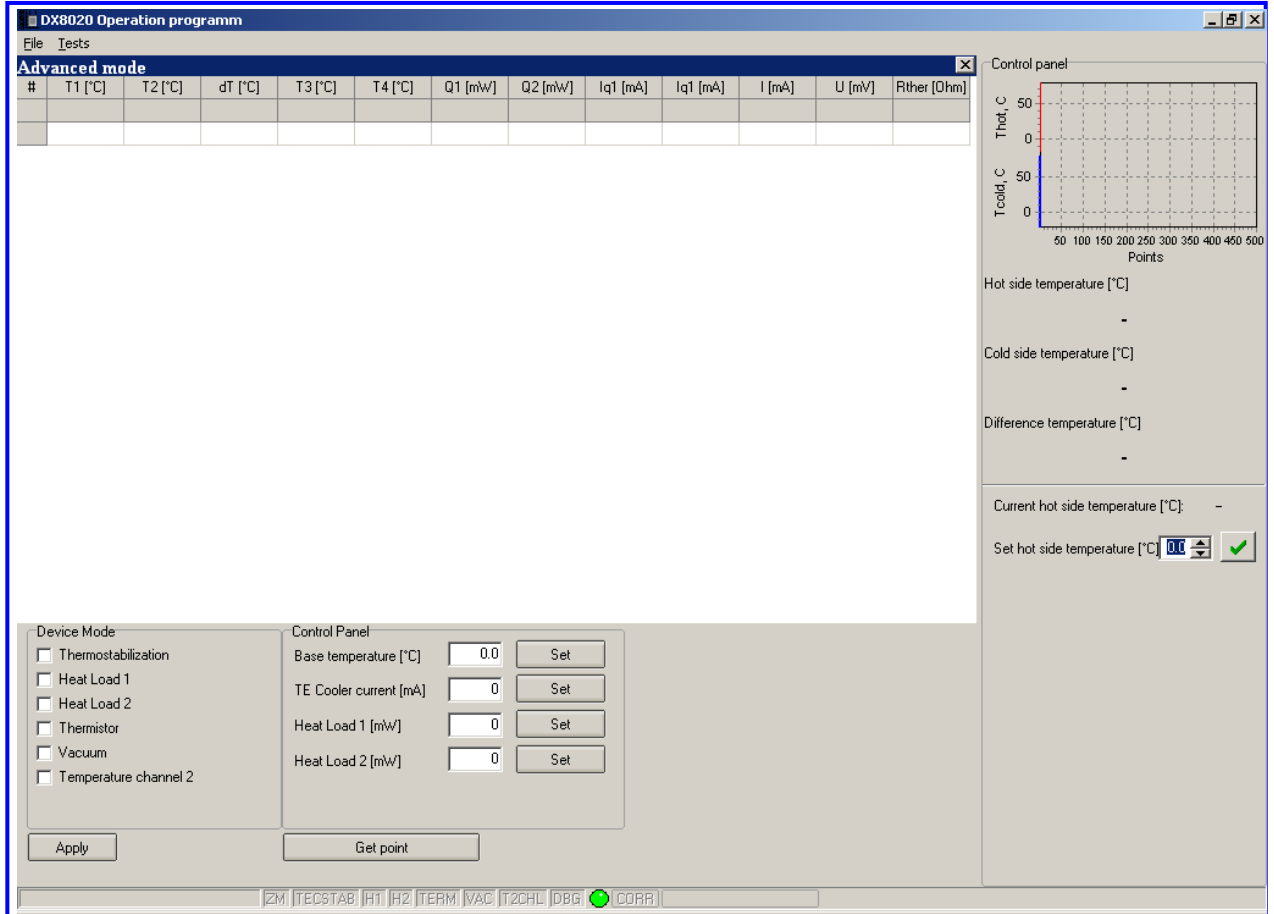 DX8020 Operation programm
File Tests
Advanced mode
# T1 [°C] T2 [°C] dT [°C] T3 [°C] T4 [°C] Q1 [mW] Q2 [mW] Iq1 [mA] Iq1 [mA] I [mA] U [mV] Rther [Ohm]
Control panel
Thot, C
50
0
Tcold, C
50
0
50 100 150 200 250 300 350 400 450 500
Points
Hot side temperature [°C]
-
Cold side temperature [°C]
-
Difference temperature [°C]
-
Current hot side temperature [°C]: -
Set hot side temperature [°C] 0.0
Device Mode
Thermostabilization
Heat Load 1
Heat Load 2
Thermistor
Vacuum
Temperature channel 2
Apply
Control Panel
Base temperature [°C] 0.0 Set
TE Cooler current [mA] 0 Set
Heat Load 1 [mW] 0 Set
Heat Load 2 [mW] 0 Set
Get point
ZM TECSTAB H1 H2 TERM VAC T2CHL DBG CORR